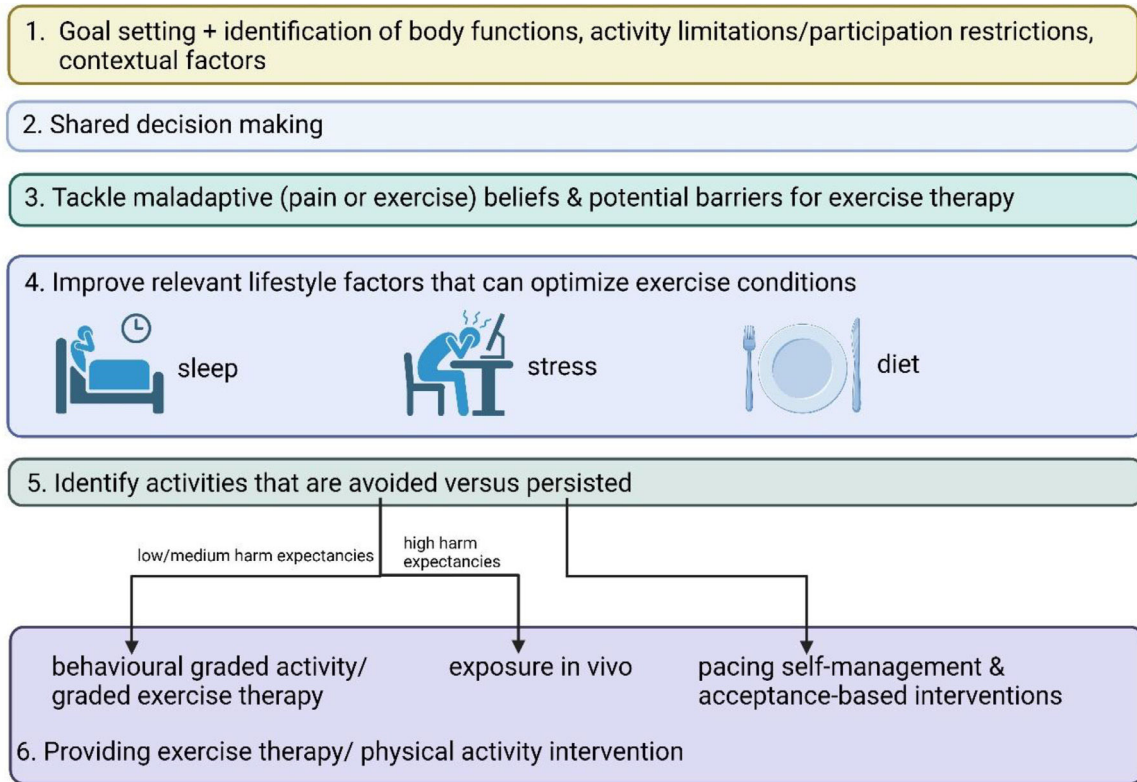 1. Goal setting + identification of body functions, activity limitations/participation restrictions,
contextual factors
2. Shared decision making
3. Tackle maladaptive (pain or exercise) beliefs & potential barriers for exercise therapy
4. Improve relevant lifestyle factors that can optimize exercise conditions
sleep
stress
diet
5. Identify activities that are avoided versus persisted
low/medium harm expectancies
high harm
expectancies
behavioural graded activity/
graded exercise therapy
exposure in vivo
pacing self-management &
acceptance-based interventions
6. Providing exercise therapy/ physical activity intervention